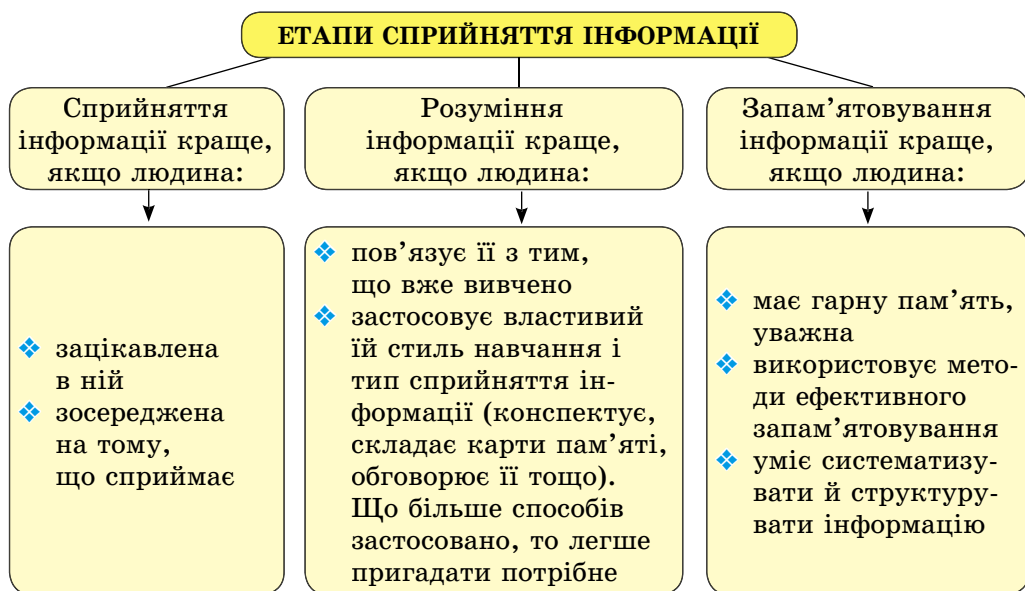 ЕТАПИ СПРИЙНЯТТЯ ІНФОРМАЦІЇ
Сприйняття
інформації краще,
якщо людина:
❖ зацікавлена
в ній
❖ зосереджена
на тому,
що сприймає
Розуміння
інформації краще,
якщо людина:
❖ пов’язує її з тим,
що вже вивчено
❖ застосовує властивий
їй стиль навчання і
тип сприйняття ін-
формації (конспектує,
складає карти пам’яті,
обговорює її тощо).
Що більше способів
застосовано, то легше
пригадати потрібне
Запам’ятовування
інформації краще,
якщо людина:
❖ має гарну пам’ять,
уважна
❖ використовує мето-
ди ефективного
запам’ятовування
❖ уміє систематизу-
вати й структуру-
вати інформацію